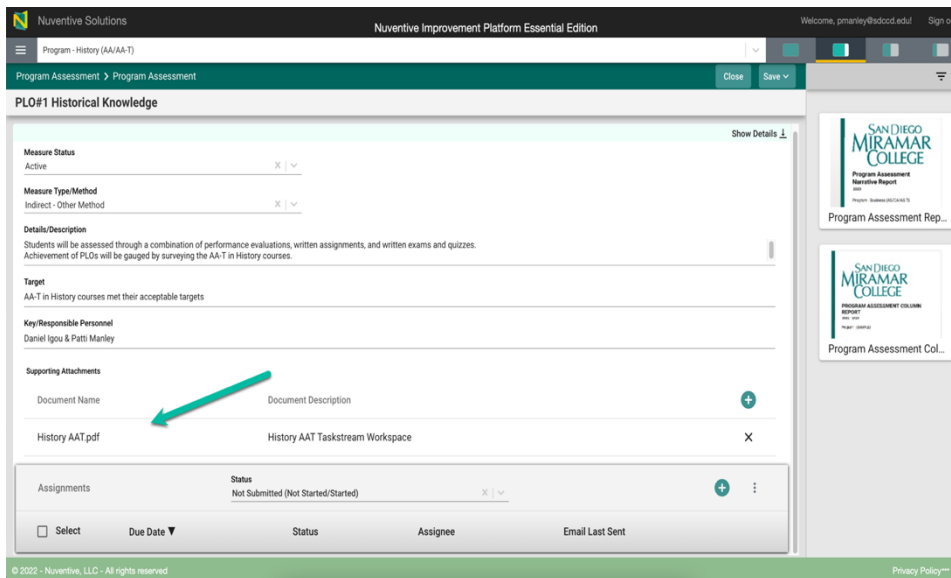 Nuventive Solutions
Nuventive Improvement Platform Essential Edition
Welcome, pmanley@sdccd.edu!
Sign o
Program - History (AA/AA-T)
Program Assessment > Program Assessment
Close
Save
PLO#1 Historical Knowledge
Show Details
Measure Status
Active
Measure Type/Method
Indirect - Other Method
Details/Description
Students will be assessed through a combination of performance evaluations, written assignments, and written exams and quizzes.
Achievement of PLOs will be gauged by surveying the AA-T in History courses.
Target
AA-T in History courses met their acceptable targets
Key/Responsible Personnel
Daniel Igou & Patti Manley
Supporting Attachments
Document Name
Document Description
History AAT.pdf
History AAT Taskstream Workspace
Assignments
Status
Not Submitted (Not Started/Started)
Select
Due Date ▼
Status
Assignee
Email Last Sent
SAN DIEGO
MIRAMAR
COLLEGE
Program Assessment
Narrative Report
Program Assessment Rep...
SAN DIEGO
MIRAMAR
COLLEGE
PROGRAM ASSESSMENT COLUMN
REPORT
Program Assessment Col...
© 2022 - Nuventive, LLC - All rights reserved
Privacy Policy